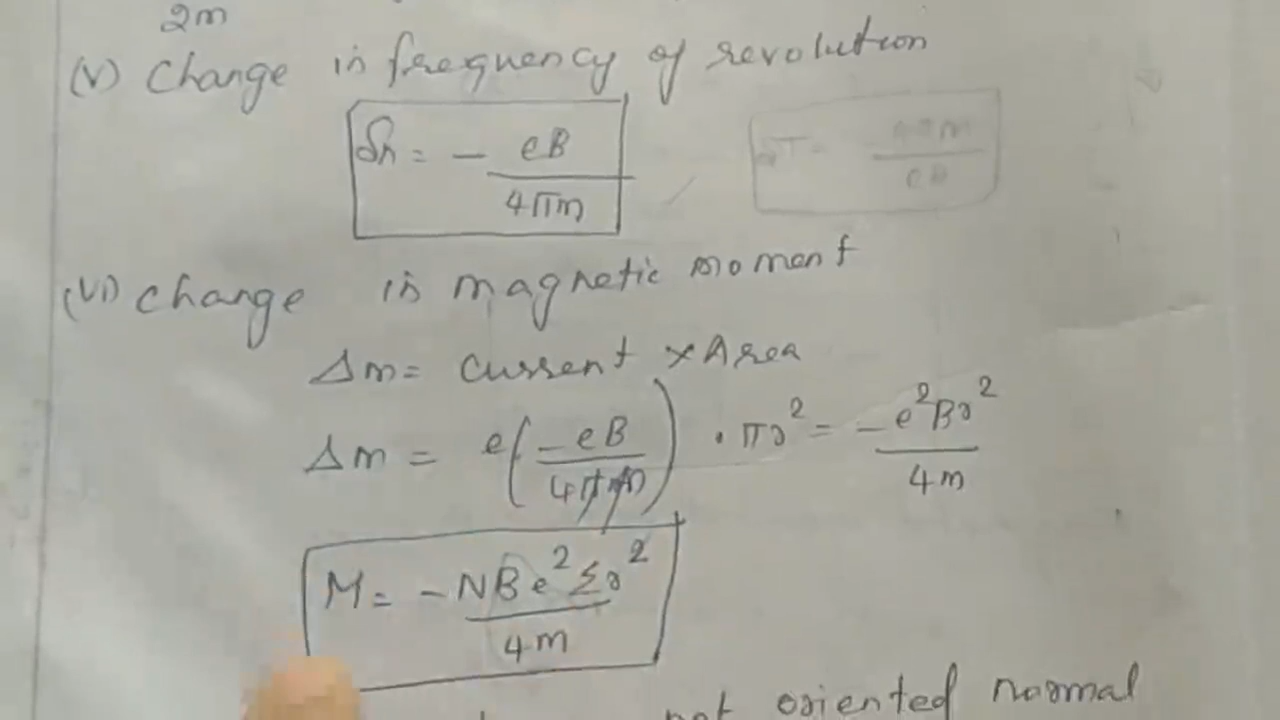 2m
(V) Change in frequency of revolution
δn = - eB / 4πm
(VI) Change in magnetic moment
Δm = Current × Area
Δm = e(-eB / 4πm) . πr² = -e²Br² / 4m
M = -NBe²Σr² / 4m
not oriented normal